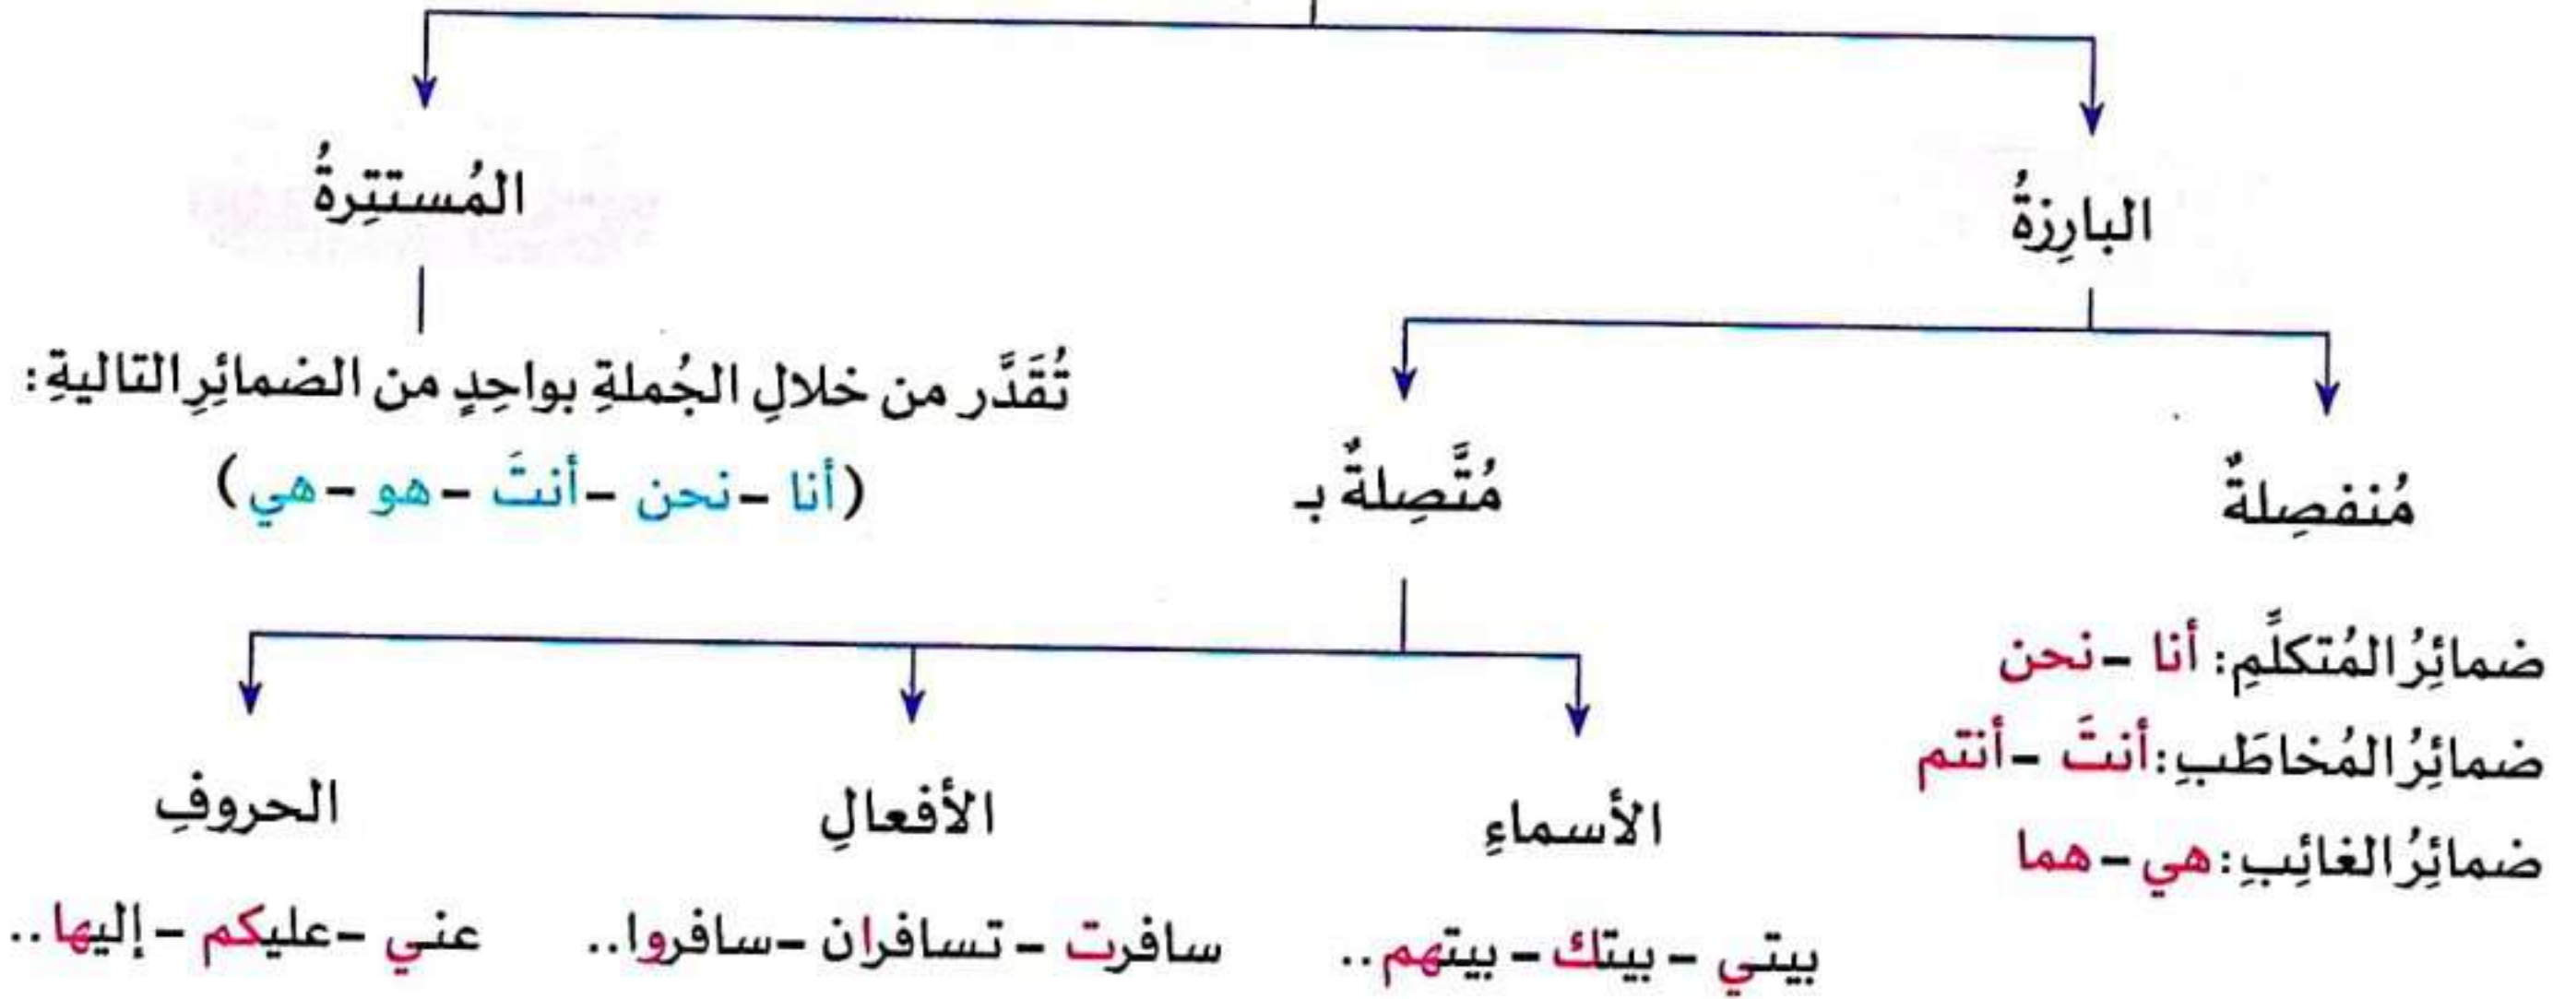 البارِزةُ
المُستتِرةُ
مُنفصِلةٌ
مُتَّصِلةٌ بـ
تُقَدَّر من خلالِ الجُملةِ بواحِدٍ من الضمائِرِ التاليةِ:
(أنا - نحن - أنتَ - هو - هي)
ضمائِرُ المُتكلِّمِ: أنا - نحن
ضمائِرُ المُخاطَبِ: أنتَ - أنتم
ضمائِرُ الغائِبِ: هي - هما
الأسماءِ
الأفعالِ
الحروفِ
بيتي - بيتك - بيتهم..
سافرت - تسافران - سافروا..
عني - عليكم - إليها..